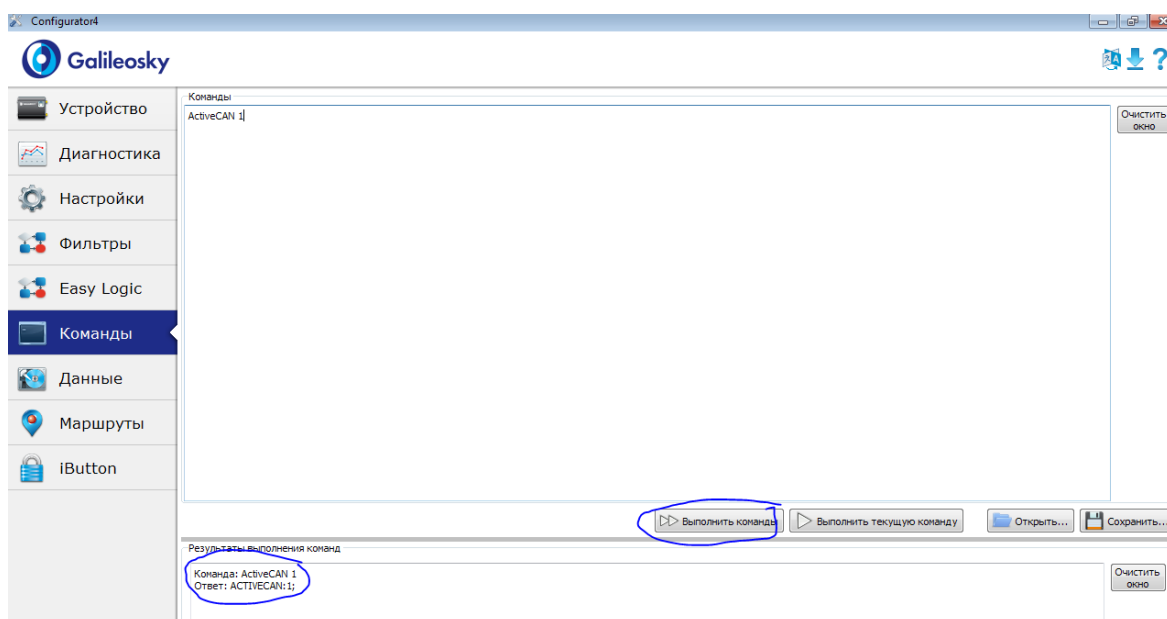 Configurator4
Galileosky
Устройство
Диагностика
Настройки
Фильтры
Easy Logic
Команды
Данные
Маршруты
iButton
Команды
ActiveCAN 1
Очистить
окно
Выполнить команды
Выполнить текущую команду
Открыть...
Сохранить...
Результаты выполнения команд
Команда: ActiveCAN 1
Ответ: ACTIVECAN:1;
Очистить
окно